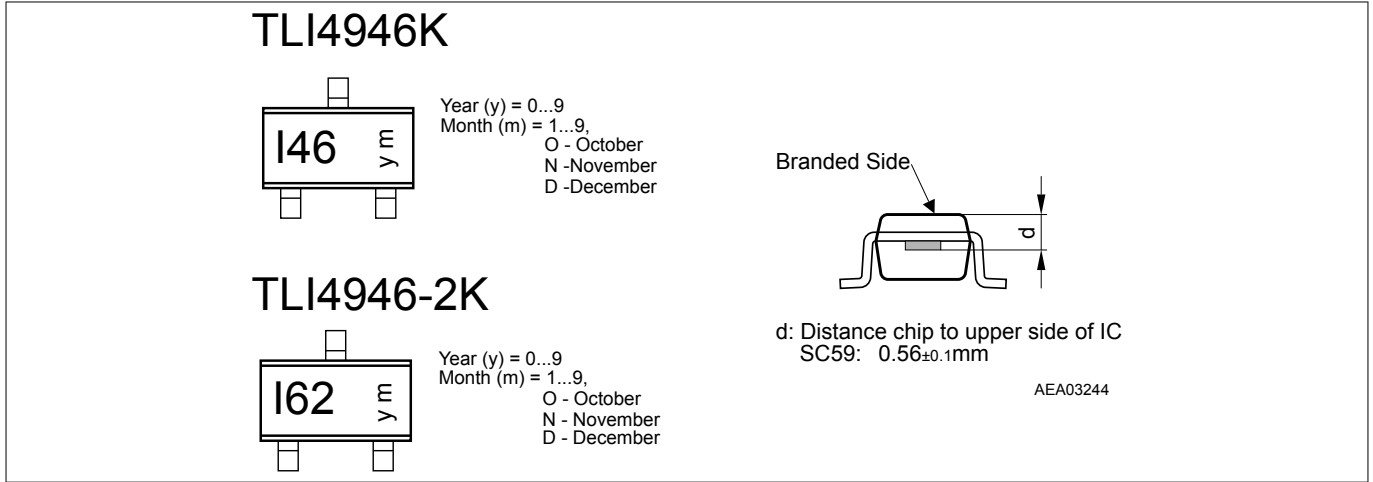 TLI4946K
I46
y m
Year (y) = 0...9
Month (m) = 1...9,
O - October
N -November
D -December
TLI4946-2K
I62
y m
Year (y) = 0...9
Month (m) = 1...9,
O - October
N - November
D - December
Branded Side
d
d: Distance chip to upper side of IC
SC59: 0.56±0.1mm
AEA03244